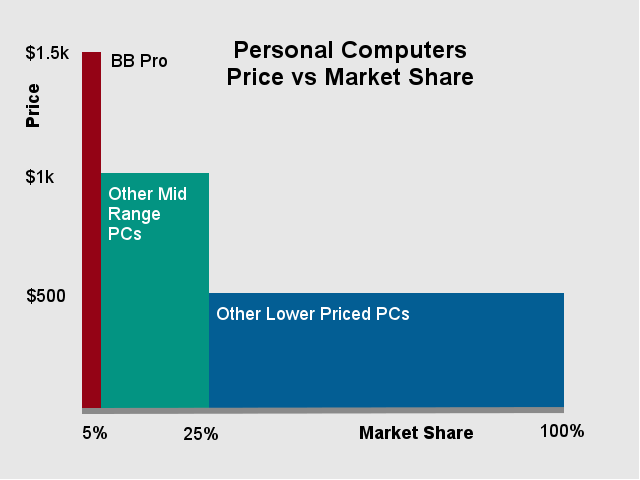 Personal Computers
Price vs Market Share
$1.5k
BB Pro
Price
$1k
Other Mid
Range
PCs
$500
Other Lower Priced PCs
5%
25%
Market Share
100%